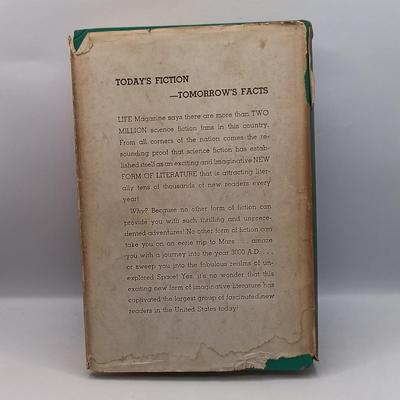 TODAY'S FICTION
—TOMORROW'S FACTS
LIFE Magazine says there are more than TWO
MILLION science fiction fans in this country.
From all corners of the nation comes the re-
sounding proof that science fiction has estab-
lished itself as an exciting and imaginative NEW
FORM OF LITERATURE that is attracting liter-
ally tens of thousands of new readers every
year!
Why? Because no other form of fiction can
provide you with such thrilling and unprece-
dented adventures! No other form of fiction can
take you on an eerie trip to Mars . . . amaze
you with a journey into the year 3000 A.D. . . .
or sweep you into the fabulous realms of un-
explored Space! Yes, it's no wonder that this
exciting new form of imaginative literature has
captivated the largest group of fascinated new
readers in the United States today!